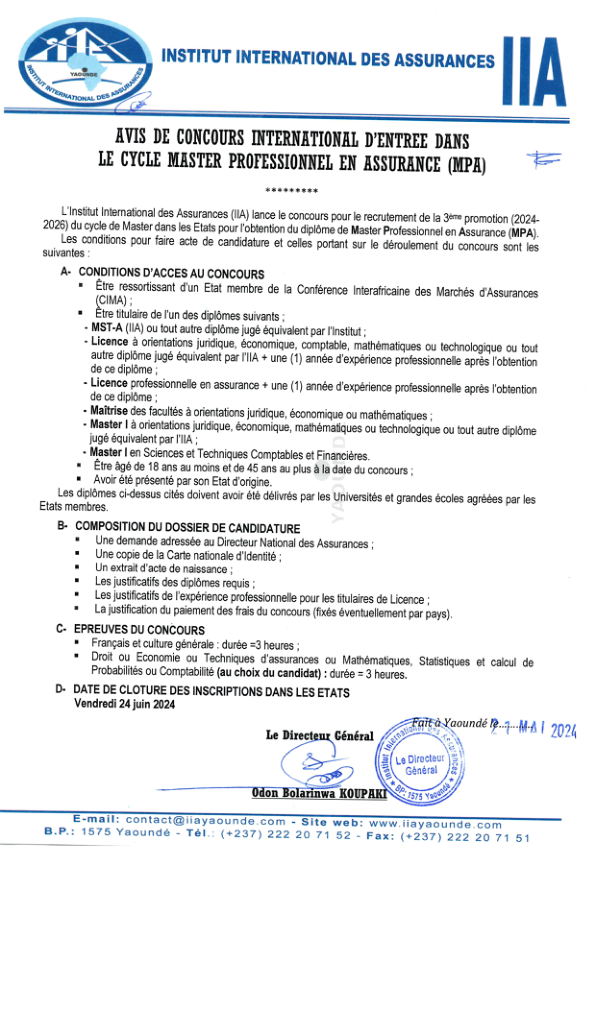 IIA
YAOUNDE
INSTITUT INTERNATIONAL DES ASSURANCES
INSTITUT INTERNATIONAL DES ASSURANCES
IIA
AVIS DE CONCOURS INTERNATIONAL D'ENTREE DANS
LE CYCLE MASTER PROFESSIONNEL EN ASSURANCE (MPA)
*********
L'Institut International des Assurances (IIA) lance le concours pour le recrutement de la 3ème promotion (2024-
2026) du cycle de Master dans les Etats pour l'obtention du diplôme de Master Professionnel en Assurance (MPA).
Les conditions pour faire acte de candidature et celles portant sur le déroulement du concours sont les
suivantes :
A- CONDITIONS D'ACCES AU CONCOURS
▪ Être ressortissant d'un Etat membre de la Conférence Interafricaine des Marchés d'Assurances
(CIMA) ;
▪ Être titulaire de l'un des diplômes suivants ;
- MST-A (IIA) ou tout autre diplôme jugé équivalent par l'Institut ;
- Licence à orientations juridique, économique, comptable, mathématiques ou technologique ou tout
autre diplôme jugé équivalent par l'IIA + une (1) année d'expérience professionnelle après l'obtention
de ce diplôme ;
- Licence professionnelle en assurance + une (1) année d'expérience professionnelle après l'obtention
de ce diplôme ;
- Maîtrise des facultés à orientations juridique, économique ou mathématiques ;
- Master I à orientations juridique, économique, mathématiques ou technologique ou tout autre diplôme
jugé équivalent par l'IIA ;
- Master I en Sciences et Techniques Comptables et Financières.
▪ Être âgé de 18 ans au moins et de 45 ans au plus à la date du concours ;
▪ Avoir été présenté par son Etat d'origine.
Les diplômes ci-dessus cités doivent avoir été délivrés par les Universités et grandes écoles agréées par les
Etats membres.
YAOUND
B- COMPOSITION DU DOSSIER DE CANDIDATURE
▪ Une demande adressée au Directeur National des Assurances ;
▪ Une copie de la Carte nationale d'Identité ;
▪ Un extrait d'acte de naissance ;
▪ Les justificatifs des diplômes requis ;
▪ Les justificatifs de l'expérience professionnelle pour les titulaires de Licence ;
▪ La justification du paiement des frais du concours (fixés éventuellement par pays).
C- EPREUVES DU CONCOURS
▪ Français et culture générale : durée =3 heures ;
▪ Droit ou Economie ou Techniques d'assurances ou Mathématiques, Statistiques et calcul de
Probabilités ou Comptabilité (au choix du candidat) : durée = 3 heures.
D- DATE DE CLOTURE DES INSCRIPTIONS DANS LES ETATS
Vendredi 24 juin 2024
Fait à Yaoundé le.......... 21 MAI 2024
Le Directeur Général
Institut International des Assurances
Le Directeur
Général
BP: 1575 Yaoundé
Odon Bolarinwa KOUPAKI
E-mail: contact@iiayaounde.com - Site web: www.iiayaounde.com
B.P.: 1575 Yaoundé - Tél.: (+237) 222 20 71 52 - Fax: (+237) 222 20 71 51